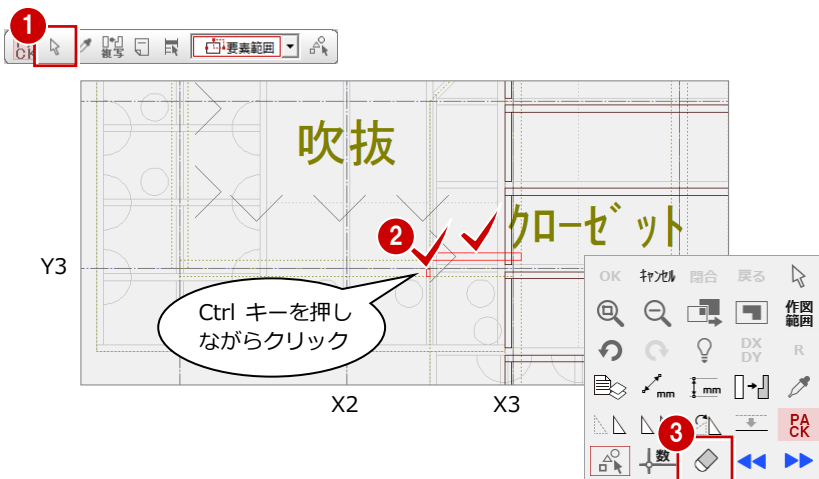 1
CK
複写
要素範囲
吹抜
クローゼット
2
Y3
Ctrl キーを押し
ながらクリック
X2
X3
OK キャンセル 閉合 戻る
作図
範囲
DX
DY
R
mm
mm
PA
CK
3
数